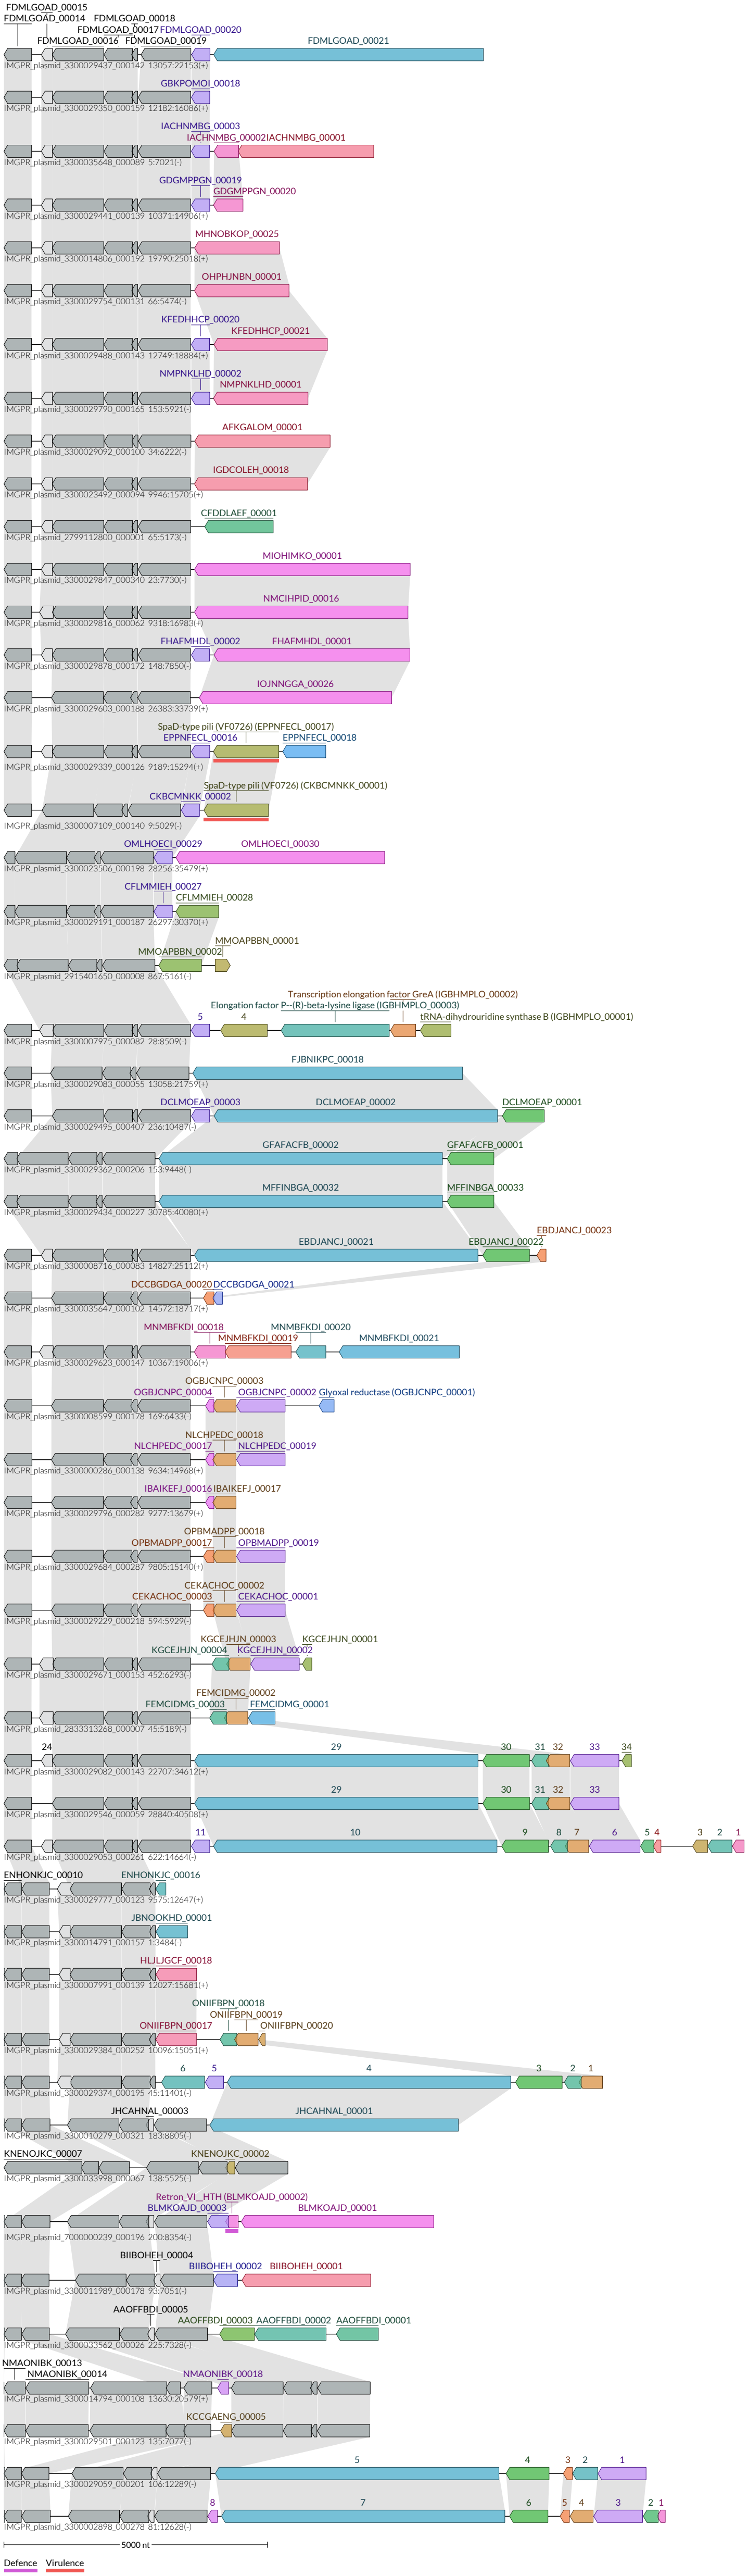 FDMLGOAD_00015 FDMLGOAD_00018
FDMLGOAD_00014 FDMLGOAD_00017 FDMLGOAD_00020
FDMLGOAD_00016 FDMLGOAD_00019 FDMLGOAD_00021
IMGPR_plasmid_3300029437_000142 13057:22153(+)
GBKPOMOI_00018
IMGPR_plasmid_3300029350_000159 12182:16086(+)
IACHNMBG_00003
IACHNMBG_00002 IACHNMBG_00001
IMGPR_plasmid_3300035648_000089 5:7021(-)
GDGMPPGN_00019
GDGMPPGN_00020
IMGPR_plasmid_3300029441_000139 10371:14906(+)
MHNOBKOP_00025
IMGPR_plasmid_3300014806_000192 19790:25018(+)
OHPHJNBN_00001
IMGPR_plasmid_3300029754_000131 66:5474(-)
KFEDHHCP_00020
KFEDHHCP_00021
IMGPR_plasmid_3300029488_000143 12749:18884(+)
NMPNKLHD_00002
NMPNKLHD_00001
IMGPR_plasmid_3300029790_000165 153:5921(-)
AFKGALOM_00001
IMGPR_plasmid_3300029092_000100 34:6222(-)
IGDCOLEH_00018
IMGPR_plasmid_3300023492_000094 9946:15705(+)
CFDDLAEF_00001
IMGPR_plasmid_2799112800_000001 65:5173(-)
MIOHIMKO_00001
IMGPR_plasmid_3300029847_000340 23:7730(-)
NMCIHPID_00016
IMGPR_plasmid_3300029816_000062 9318:16983(+)
FHAFMHDL_00002 FHAFMHDL_00001
IMGPR_plasmid_3300029878_000172 148:7850(-)
IOJNNGGA_00026
IMGPR_plasmid_3300029603_000188 26383:33739(+)
SpaD-type pili (VF0726) (EPPNFECL_00017)
EPPNFECL_00016 EPPNFECL_00018
IMGPR_plasmid_3300029339_000126 9189:15294(+)
SpaD-type pili (VF0726) (CKBCMNKK_00001)
CKBCMNKK_00002
IMGPR_plasmid_3300007109_000140 9:5029(-)
OMLHOECI_00029 OMLHOECI_00030
IMGPR_plasmid_3300023506_000198 28256:35479(+)
CFLMMIEH_00027
CFLMMIEH_00028
IMGPR_plasmid_3300029191_000187 26297:30370(+)
MMOAPBBN_00001
MMOAPBBN_00002
IMGPR_plasmid_2915401650_000008 867:5161(-)
Transcription elongation factor GreA (IGBHMPLO_00002)
Elongation factor P--(R)-beta-lysine ligase (IGBHMPLO_00003)
5 4 tRNA-dihydrouridine synthase B (IGBHMPLO_00001)
IMGPR_plasmid_3300007975_000082 28:8509(-)
FJBNIKPC_00018
IMGPR_plasmid_3300029083_000055 13058:21759(+)
DCLMOEAP_00003 DCLMOEAP_00002 DCLMOEAP_00001
IMGPR_plasmid_3300029495_000407 236:10487(-)
GFAFACFB_00002 GFAFACFB_00001
IMGPR_plasmid_3300029362_000206 153:9448(-)
MFFINBGA_00032 MFFINBGA_00033
IMGPR_plasmid_3300029434_000227 30785:40080(+)
EBDJANCJ_00023
EBDJANCJ_00021 EBDJANCJ_00022
IMGPR_plasmid_3300008716_000083 14827:25112(+)
DCCBGDGA_00020 DCCBGDGA_00021
IMGPR_plasmid_3300035647_000102 14572:18717(+)
MNMBFKDI_00018 MNMBFKDI_00020
MNMBFKDI_00019 MNMBFKDI_00021
IMGPR_plasmid_3300029623_000147 10367:19006(+)
OGBJCNPC_00003
OGBJCNPC_00004 OGBJCNPC_00002 Glyoxal reductase (OGBJCNPC_00001)
IMGPR_plasmid_3300008599_000178 169:6433(-)
NLCHPEDC_00018
NLCHPEDC_00017 NLCHPEDC_00019
IMGPR_plasmid_3300000286_000138 9634:14968(+)
IBAIKEFJ_00016 IBAIKEFJ_00017
IMGPR_plasmid_3300029796_000282 9277:13679(+)
OPBMADPP_00018
OPBMADPP_00017 OPBMADPP_00019
IMGPR_plasmid_3300029684_000287 9805:15140(+)
CEKACHOC_00002
CEKACHOC_00003 CEKACHOC_00001
IMGPR_plasmid_3300029229_000218 594:5929(-)
KGCEJHJN_00003 KGCEJHJN_00001
KGCEJHJN_00004 KGCEJHJN_00002
IMGPR_plasmid_3300029671_000153 452:6293(-)
FEMCIDMG_00002
FEMCIDMG_00003 FEMCIDMG_00001
IMGPR_plasmid_2833313268_000007 45:5189(-)
24 29 30 31 32 33 34
IMGPR_plasmid_3300029082_000143 22707:34612(+)
29 30 31 32 33
IMGPR_plasmid_3300029546_000059 28840:40508(+)
11 10 9 8 7 6 5 4 3 2 1
IMGPR_plasmid_3300029053_000261 622:14664(-)
ENHONKJC_00010 ENHONKJC_00016
IMGPR_plasmid_3300029777_000123 9575:12647(+)
JBNOOKHD_00001
IMGPR_plasmid_3300014791_000157 1:3484(-)
HLJLJGCF_00018
IMGPR_plasmid_3300007991_000139 12027:15681(+)
ONIIFBPN_00018
ONIIFBPN_00019
ONIIFBPN_00017 ONIIFBPN_00020
IMGPR_plasmid_3300029384_000252 10096:15051(+)
6 5 4 3 2 1
IMGPR_plasmid_3300029374_000195 45:11401(-)
JHCAHNAL_00003 JHCAHNAL_00001
IMGPR_plasmid_3300010279_000321 183:8805(-)
KNENOJKC_00007 KNENOJKC_00002
IMGPR_plasmid_3300033998_000067 138:5525(-)
Retron_VI__HTH (BLMKOAJD_00002)
BLMKOAJD_00003 BLMKOAJD_00001
IMGPR_plasmid_7000000239_000196 200:8354(-)
BIIBOHEH_00004
BIIBOHEH_00002 BIIBOHEH_00001
IMGPR_plasmid_3300011989_000178 93:7051(-)
AAOFFBDI_00005
AAOFFBDI_00003 AAOFFBDI_00002 AAOFFBDI_00001
IMGPR_plasmid_3300033562_000026 225:7328(-)
NMAONIBK_00013
NMAONIBK_00014 NMAONIBK_00018
IMGPR_plasmid_3300014794_000108 13630:20579(+)
KCCGAENG_00005
IMGPR_plasmid_3300029501_000123 135:7077(-)
5 4 3 2 1
IMGPR_plasmid_3300029059_000201 106:12289(-)
8 7 6 5 4 3 2 1
IMGPR_plasmid_3300002898_000278 81:12628(-)
5000 nt
Defence Virulence